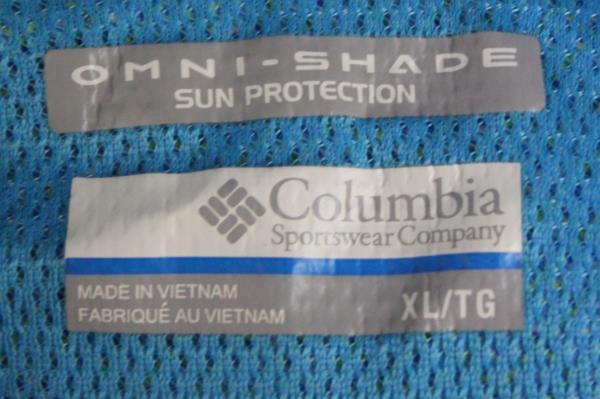 OMNI-SHADE
SUN PROTECTION
Columbia
Sportswear Company
MADE IN VIETNAM
FABRIQUÉ AU VIETNAM
XL/TG